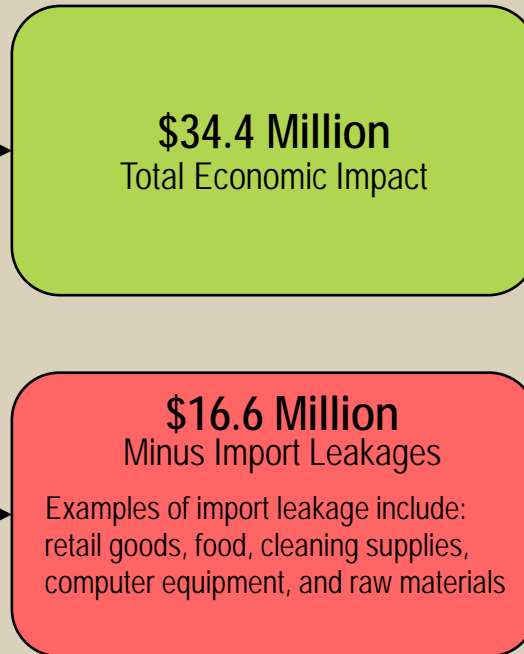 $34.4 Million
Total Economic Impact
$16.6 Million
Minus Import Leakages
Examples of import leakage include:
retail goods, food, cleaning supplies,
computer equipment, and raw materials